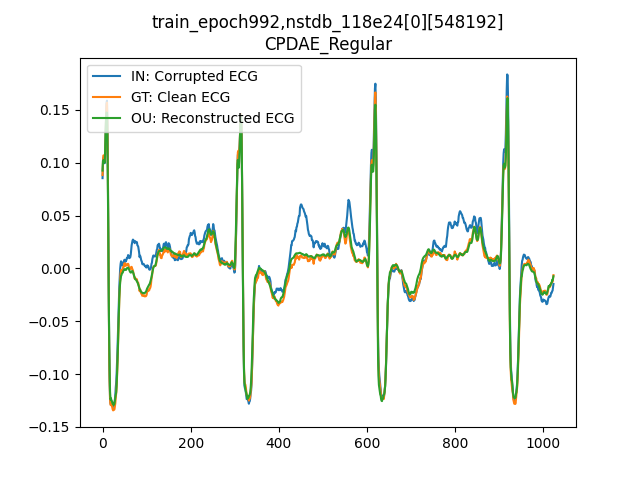 train_epoch992,nstdb_118e24[0][548192]
CPDAE_Regular
IN: Corrupted ECG
GT: Clean ECG
OU: Reconstructed ECG
0.15
0.10
0.05
0.00
−0.05
−0.10
−0.15
0 200 400 600 800 1000